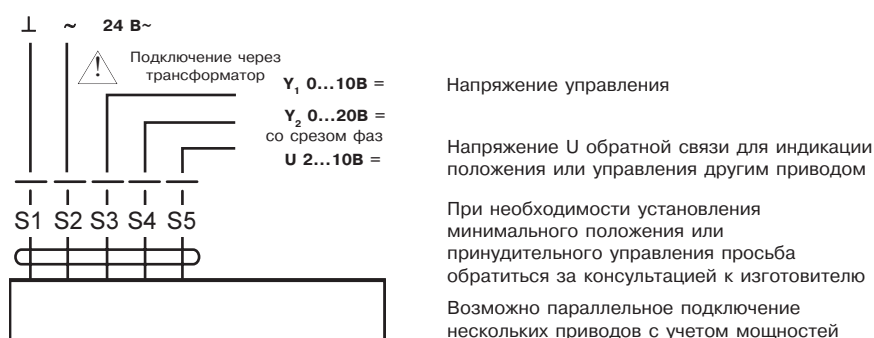 ⊥ ~ 24 В~
Подключение через
трансформатор
!
Y1 0...10В =
Y2 0...20В =
со срезом фаз
U 2...10В =
S1 S2 S3 S4 S5
Напряжение управления
Напряжение U обратной связи для индикации
положения или управления другим приводом
При необходимости установления
минимального положения или
принудительного управления просьба
обратиться за консультацией к изготовителю
Возможно параллельное подключение
нескольких приводов с учетом мощностей